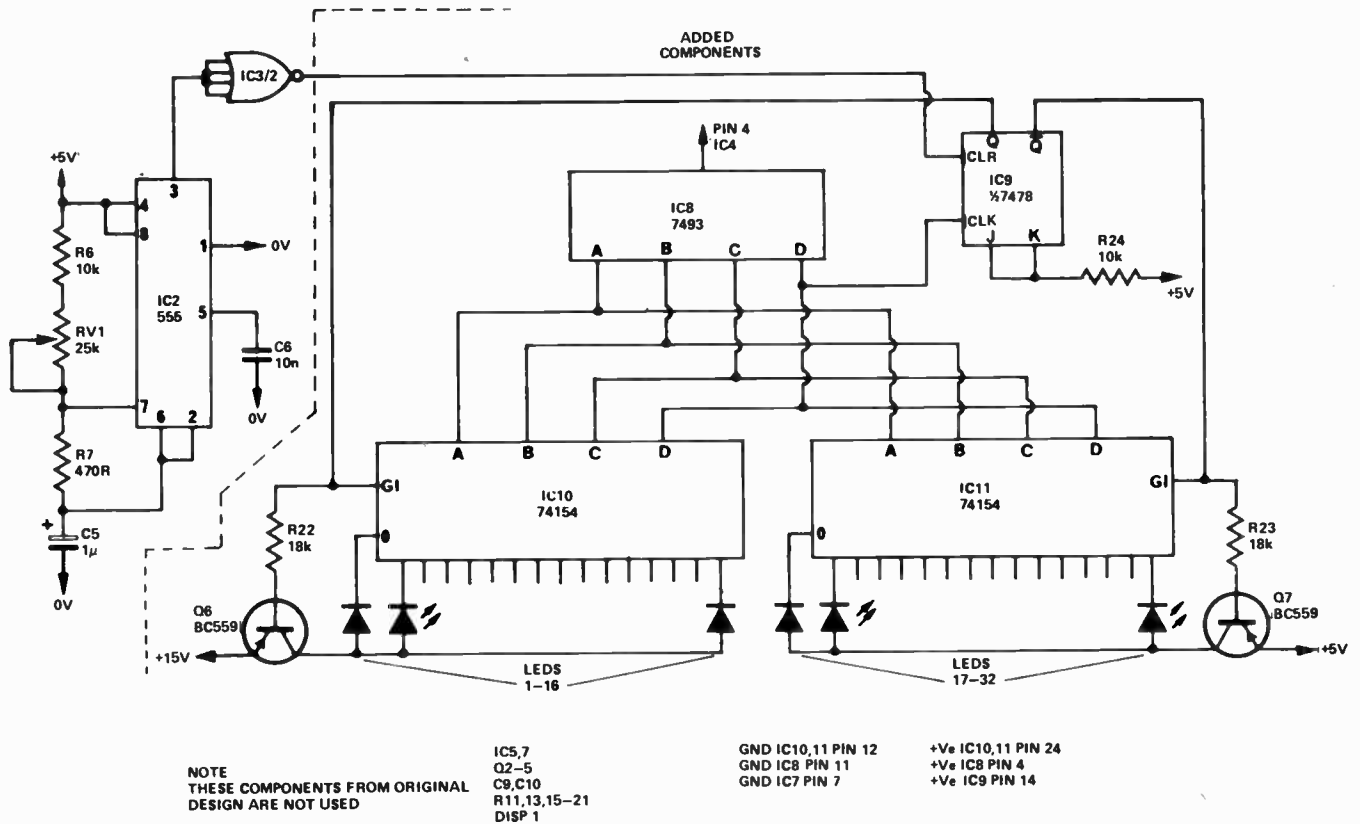 ADDED
COMPONENTS
IC3/2
PIN 4
IC4
+5V
3
4
8
1
0V
R6
10k
IC2
555
5
RV1
25k
C6
10n
0V
7
6
2
R7
470R
+
C5
1µ
0V
IC8
7493
A
B
C
D
Q
Q
CLR
IC9
½7478
CLK
J
K
R24
10k
+5V
A
B
C
D
GI
IC10
74154
0
R22
18k
Q6
BC559
+15V
LEDS
1–16
A
B
C
D
GI
IC11
74154
0
R23
18k
Q7
BC559
+5V
LEDS
17–32
NOTE
THESE COMPONENTS FROM ORIGINAL
DESIGN ARE NOT USED
IC5,7
Q2–5
C9,C10
R11,13,15–21
DISP 1
GND IC10,11 PIN 12
GND IC8 PIN 11
GND IC7 PIN 7
+Ve IC10,11 PIN 24
+Ve IC8 PIN 4
+Ve IC9 PIN 14